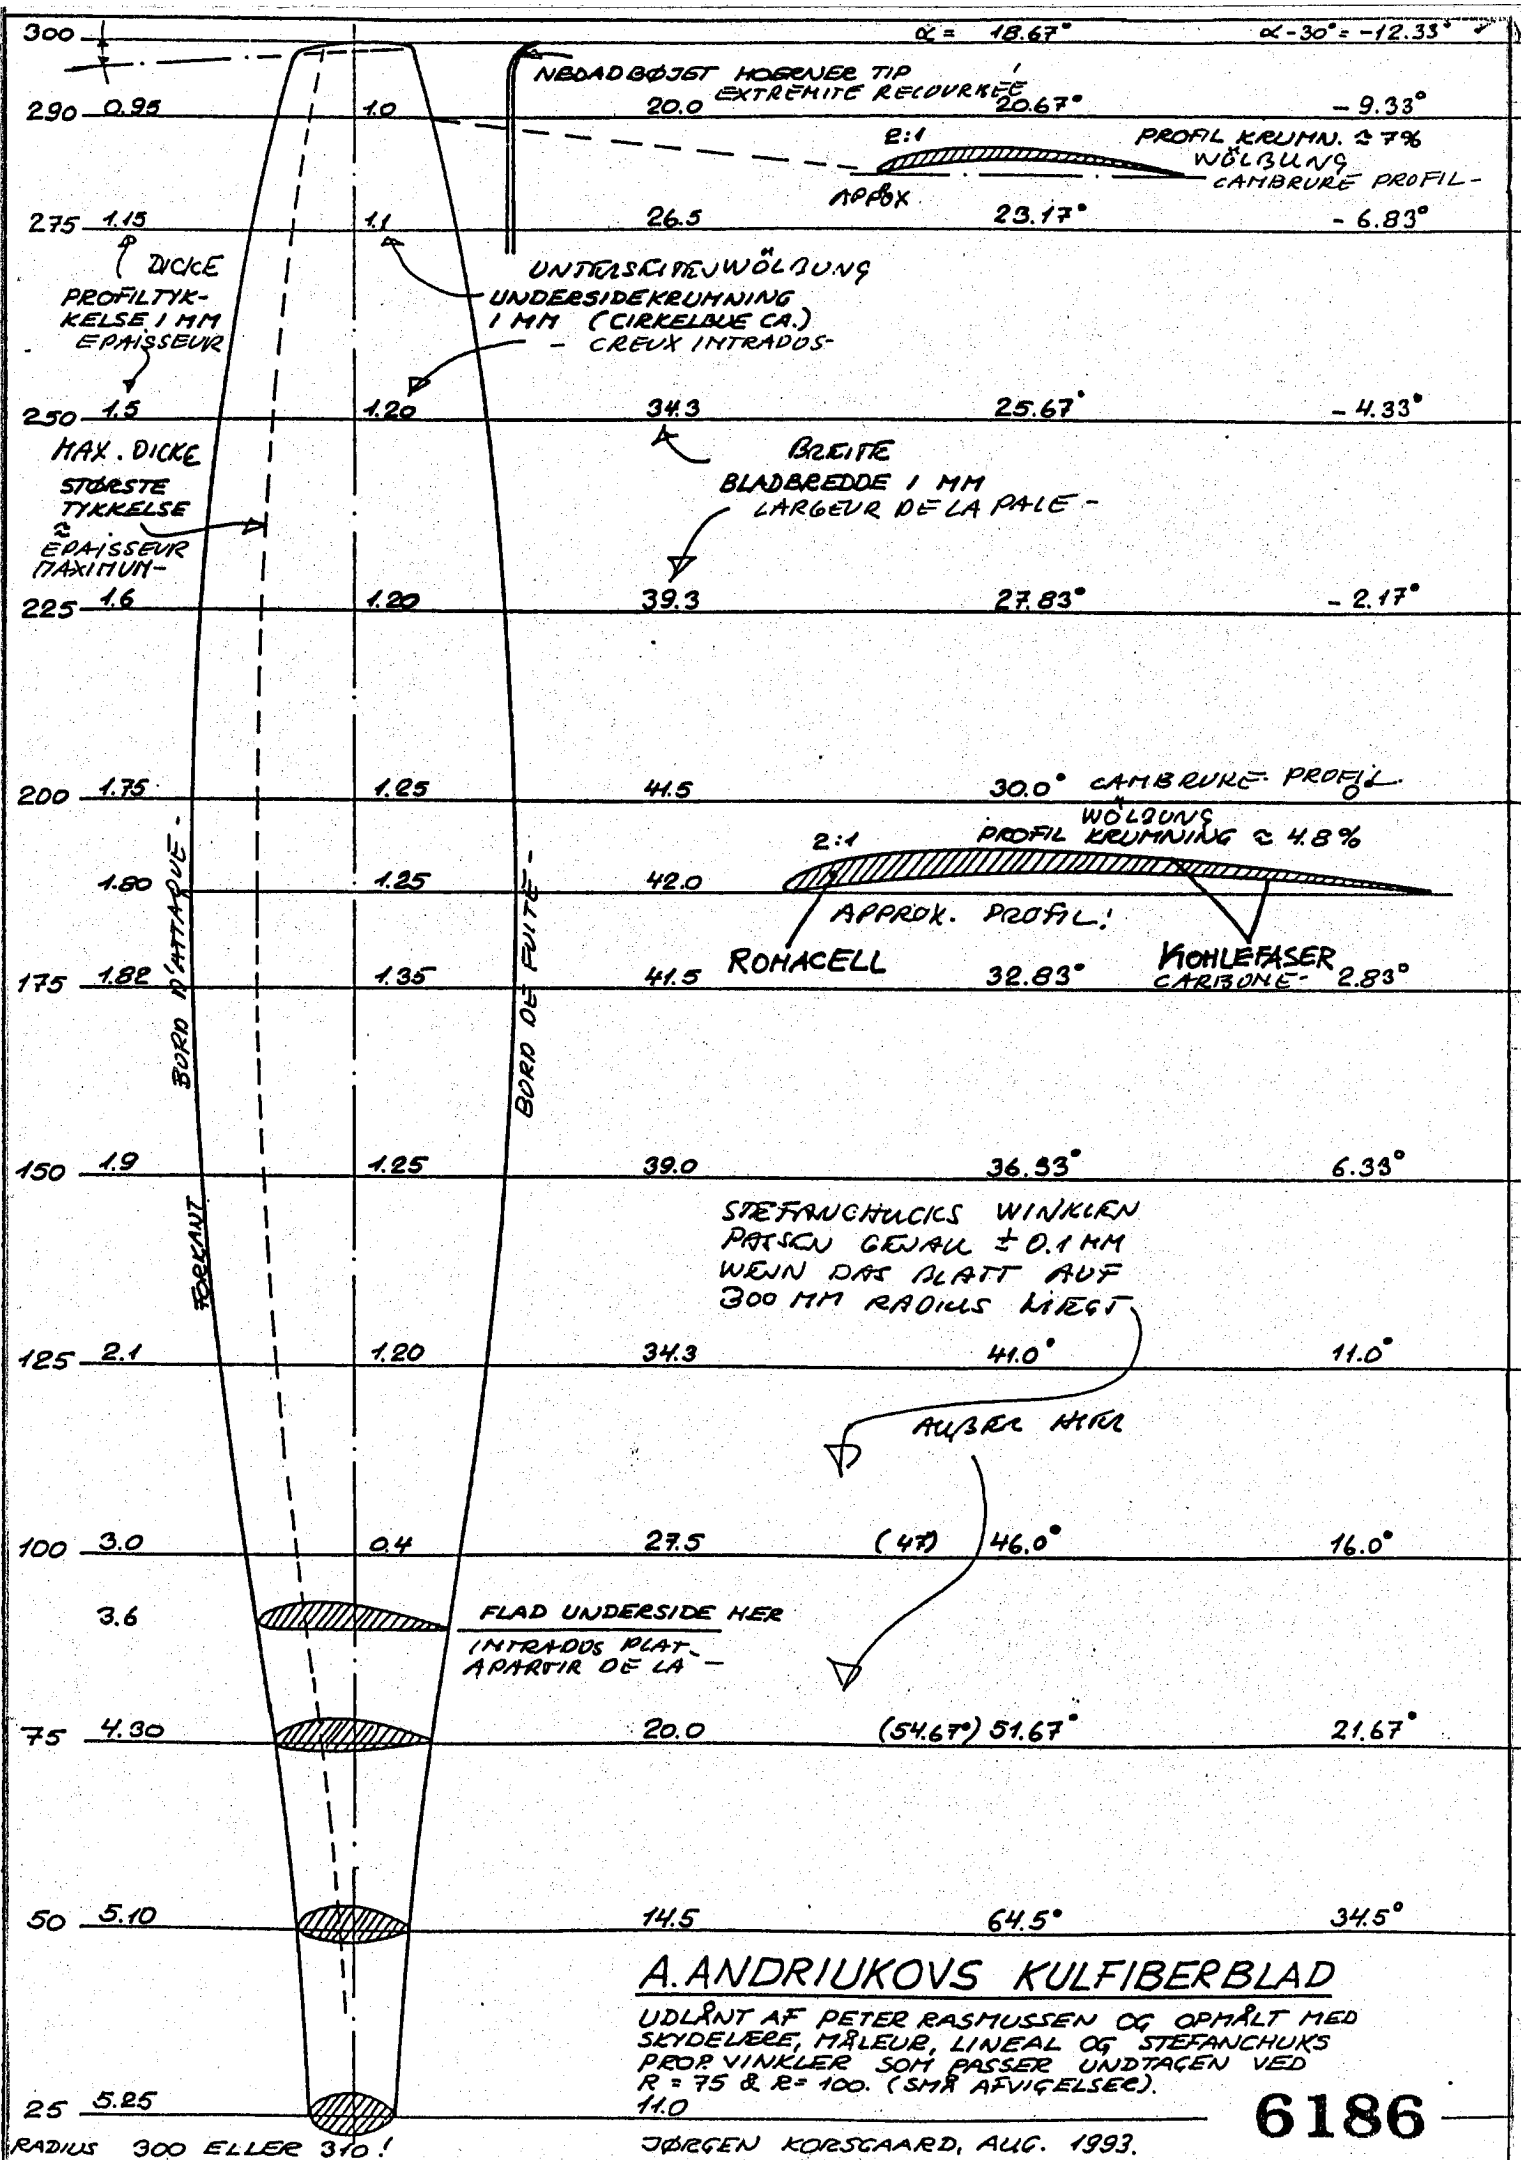 300 α = 18.67° α-30° = -12.33°
NEDADBØJET HOERNER TIP
EXTREMITE RECOURKÉE
290 0.95 1.0 20.0 20.67° - 9.33°
2:1 PROFIL KRUMN. ≈ 7%
WÖLBUNG
CAMBRURE PROFIL-
APPOX
275 1.15 1.1 26.5 23.17° - 6.83°
DICKE
PROFILTYK-
KELSE I MM
EPAISSEUR
UNTERSEITENWÖLBUNG
UNDERSIDEKRUMNING
I MM (CIRKELBUE CA.)
- CREUX INTRADOS-
250 1.5 1.20 34.3 25.67° - 4.33°
MAX. DICKE
STØRSTE
TYKKELSE
≈
EPAISSEUR
MAXIMUM-
BREITE
BLADBREDDE I MM
LARGEUR DE LA PALE -
225 1.6 1.20 39.3 27.83° - 2.17°
200 1.75 1.25 41.5 30.0° CAMBRURE PROFIL
0
WÖLBUNG
2:1 PROFIL KRUMNING ≈ 4.8%
1.80 1.25 42.0
APPROX. PROFIL!
ROHACELL KOHLEFASER
CARBONE-
175 1.82 1.35 41.5 32.83° 2.83°
BORD D'ATTAQUE -
BORD DE FUITE -
150 1.9 1.25 39.0 36.33° 6.33°
FORKANT
STEFANCHUCKS WINKLEN
PASSEN GENAU ± 0.1 MM
WENN DAS BLATT AUF
300 MM RADIUS LIEGT
125 2.1 1.20 34.3 41.0° 11.0°
AUßER HIER
100 3.0 0.4 27.5 (47) 46.0° 16.0°
3.6 FLAD UNDERSIDE HER
INTRADOS PLAT
APARTIR DE LA -
75 4.30 20.0 (54.67°) 51.67° 21.67°
50 5.10 14.5 64.5° 34.5°
A. ANDRIUKOVS KULFIBERBLAD
UDLÅNT AF PETER RASMUSSEN OG OPMÅLT MED
SKYDELÆRE, MÅLEUR, LINEAL OG STEFANCHUKS
PROP. VINKLER SOM PASSER UNDTAGEN VED
R = 75 & R = 100. (SMÅ AFVIGELSER).
25 5.25 11.0
6186
RADIUS 300 ELLER 310!
JØRGEN KORSGAARD, AUG. 1993.